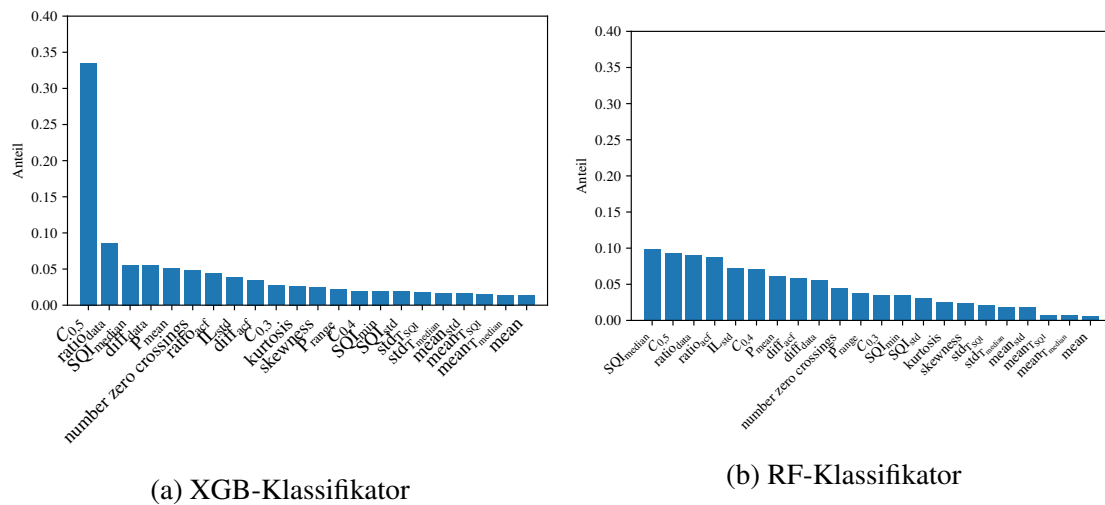 0.40
0.35
0.30
0.25
0.20
0.15
0.10
0.05
0.00
Anteil
C0,5
ratiodata
SQImedian
diffdata
Pmean
number zero crossings
ratioacf
ILstd
diffacf
C0,3
kurtosis
skewness
Prange
C0,4
SQImin
SQIstd
stdTSQI
stdTmedian
meanstd
meanTSQI
meanTmedian
mean
(a) XGB-Klassifikator
0.40
0.35
0.30
0.25
0.20
0.15
0.10
0.05
0.00
Anteil
SQImedian
C0,5
ratiodata
ratioacf
ILstd
C0,4
Pmean
diffacf
diffdata
number zero crossings
Prange
C0,3
SQImin
SQIstd
kurtosis
skewness
stdTSQI
stdTmedian
meanstd
meanTSQI
meanTmedian
mean
(b) RF-Klassifikator